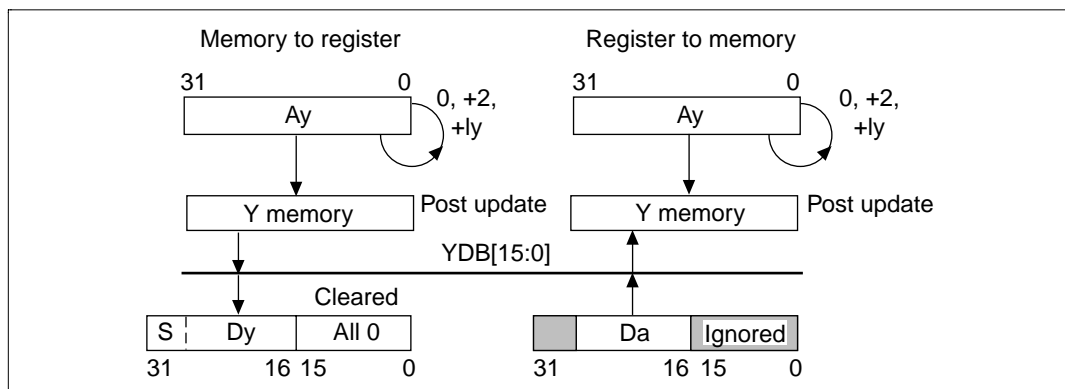 Memory to register
Register to memory
31 0
31 0
0, +2,
+Iy
0, +2,
+Iy
Ay
Ay
Y memory
Post update
Y memory
Post update
YDB[15:0]
Cleared
S Dy All 0
Da Ignored
31 16 15 0
31 16 15 0